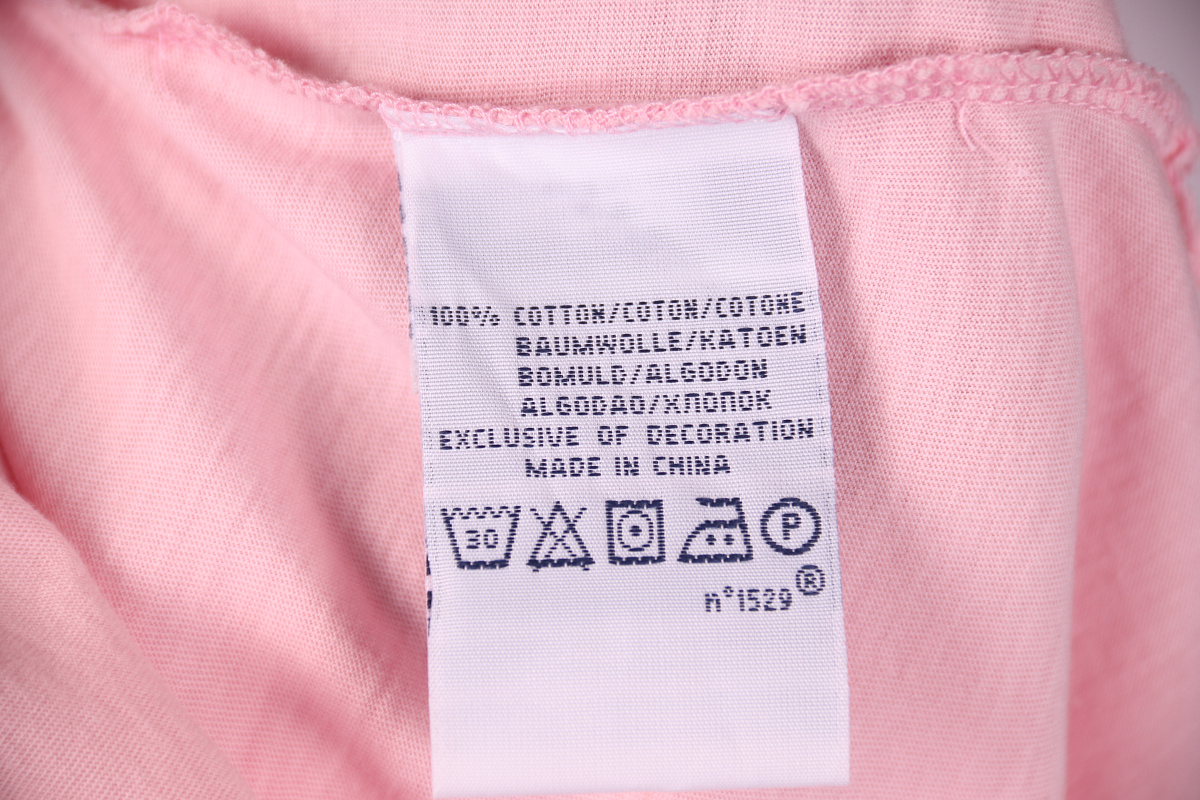 100% COTTON/COTON/COTONE
BAUMWOLLE/KATOEN
BOMULD/ALGODON
ALGODAO/ХЛОПОК
EXCLUSIVE OF DECORATION
MADE IN CHINA
30 P
n°1529®